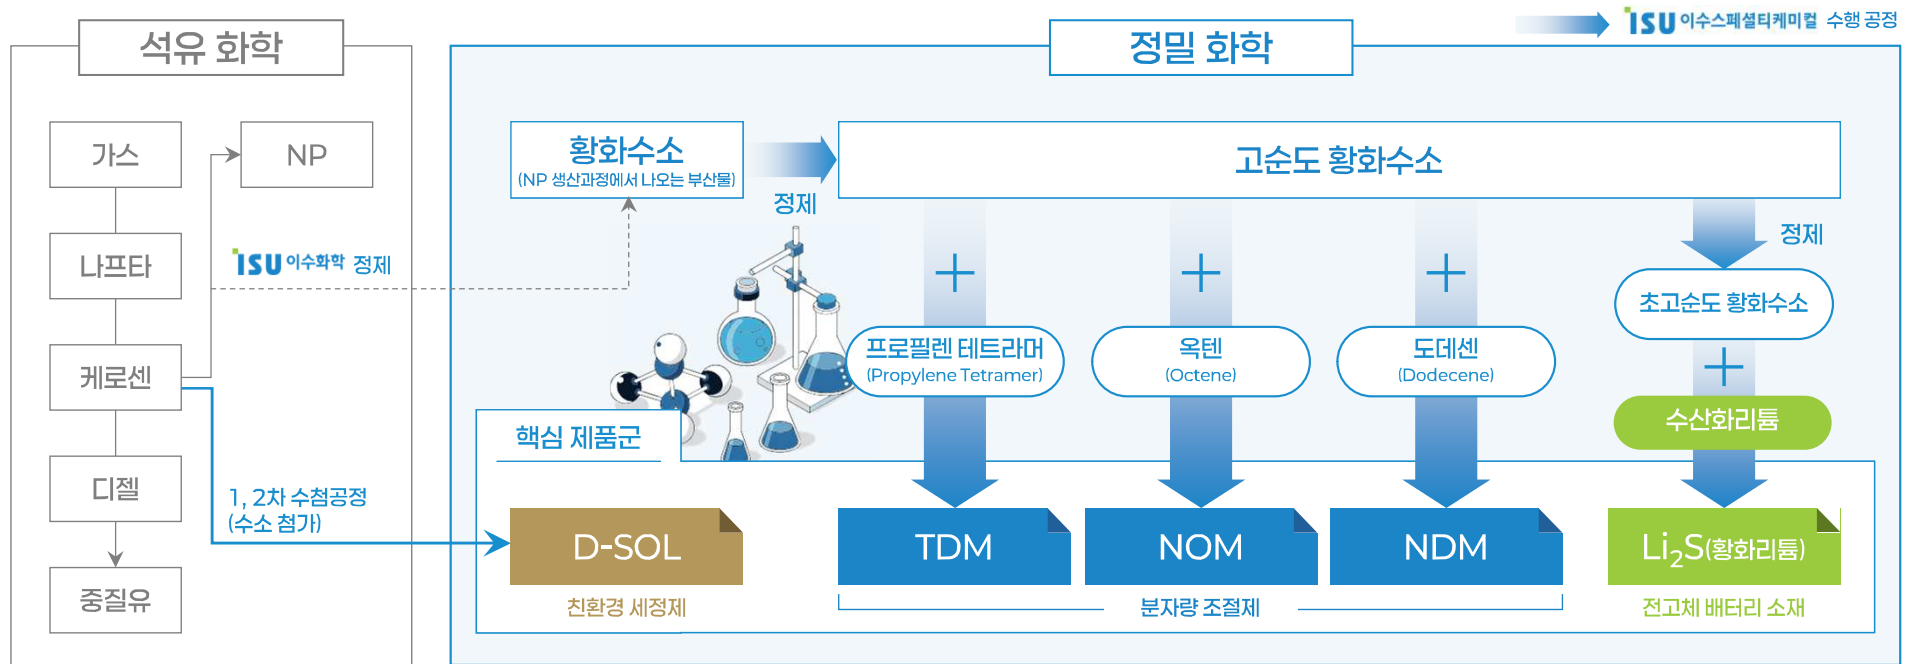 석유 화학
가스
NP
나프타
ISU 이수화학 정제
케로센
디젤
1, 2차 수첨공정
(수소 첨가)
중질유
ISU 이수스페셜티케미컬 수행 공정
정밀 화학
황화수소
(NP 생산과정에서 나오는 부산물)
정제
고순도 황화수소
+
+
+
정제
초고순도 황화수소
프로필렌 테트라머
(Propylene Tetramer)
옥텐
(Octene)
도데센
(Dodecene)
+
수산화리튬
핵심 제품군
D-SOL
TDM
NOM
NDM
Li₂S(황화리튬)
친환경 세정제
분자량 조절제
전고체 배터리 소재